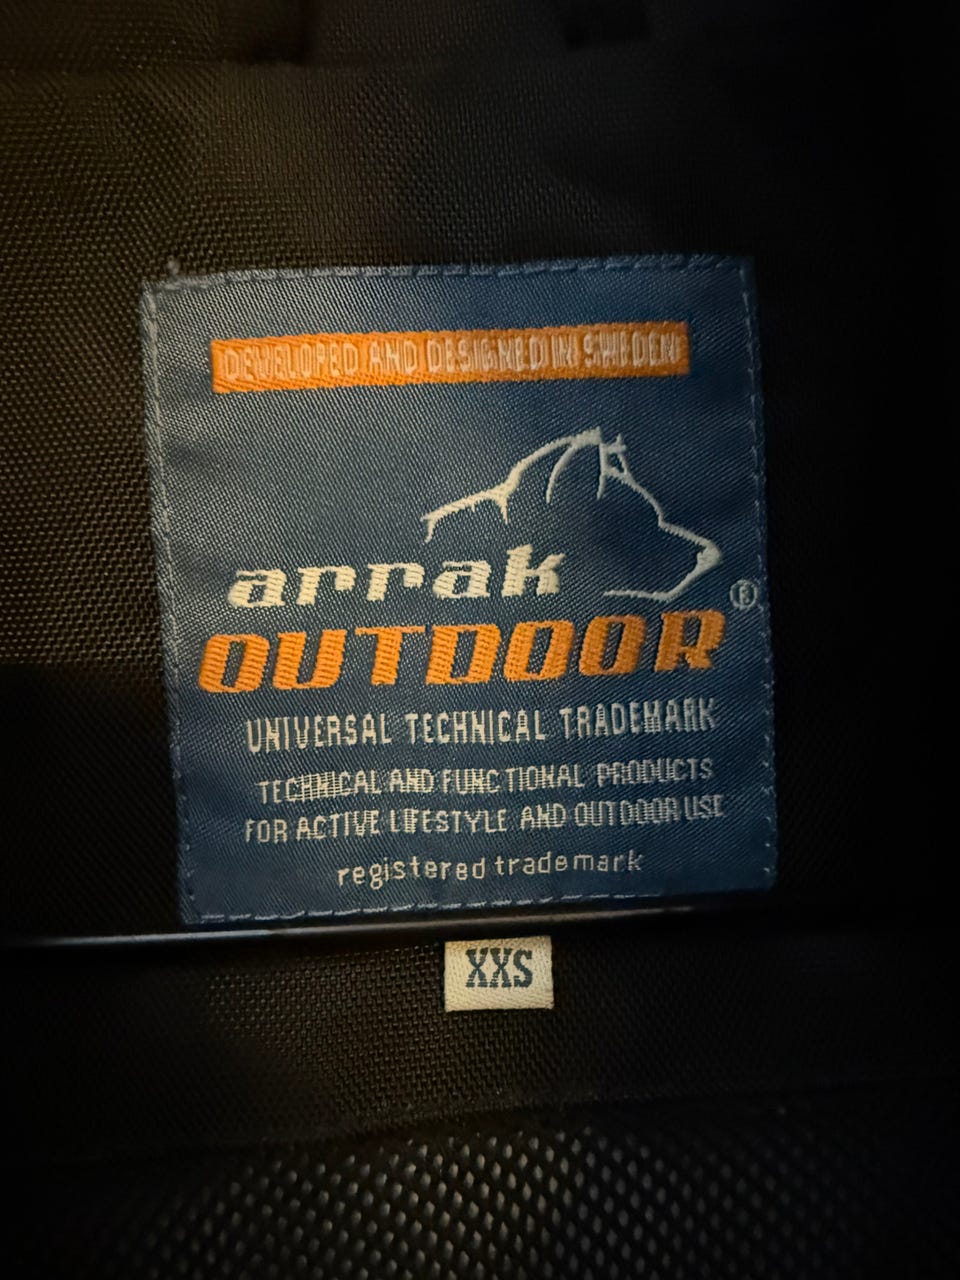 DEVELOPED AND DESIGNED IN SWEDEN
arrak
OUTDOOR®
UNIVERSAL TECHNICAL TRADEMARK
TECHNICAL AND FUNCTIONAL PRODUCTS
FOR ACTIVE LIFESTYLE AND OUTDOOR USE
registered trademark
XXS